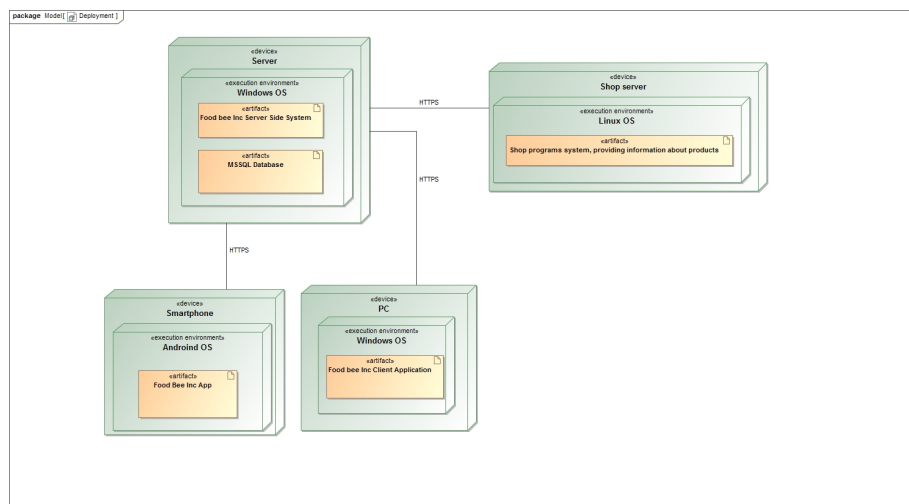 package Model[ Deployment ]
«device»
Server
«execution environment»
Windows OS
«artifact»
Food bee Inc Server Side System
«artifact»
MSSQL Database
HTTPS
«device»
Shop server
«execution environment»
Linux OS
«artifact»
Shop programs system, providing information about products
HTTPS
HTTPS
«device»
Smartphone
«execution environment»
Androind OS
«artifact»
Food Bee Inc App
«device»
PC
«execution environment»
Windows OS
«artifact»
Food bee Inc Client Application